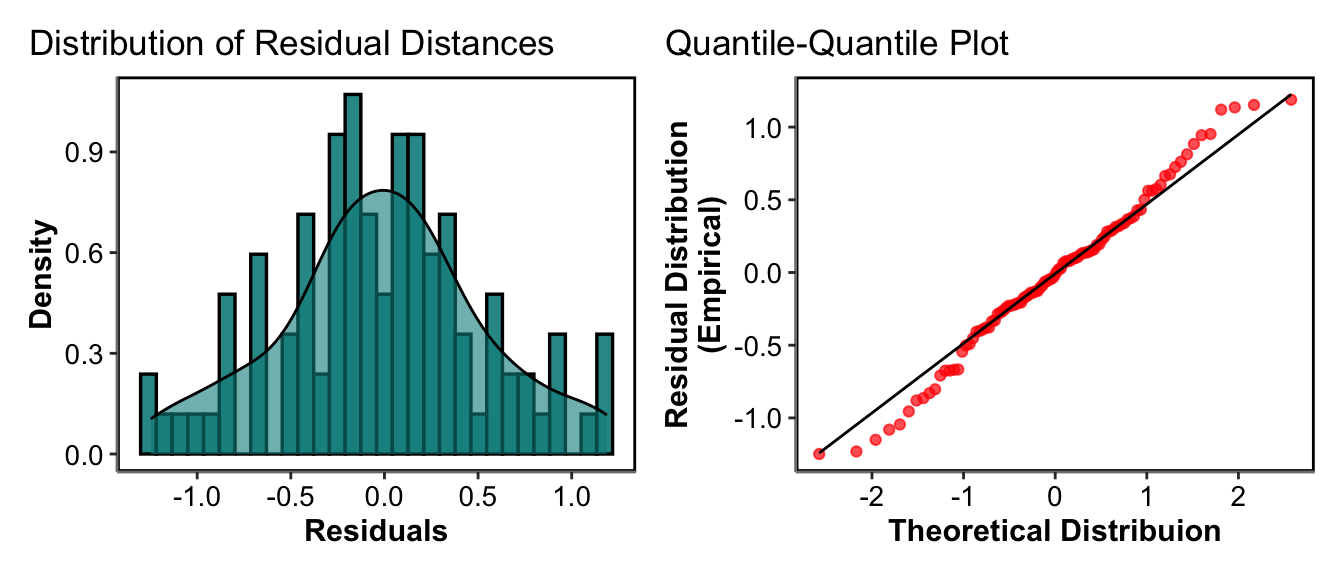 Distribution of Residual Distances
Density
0.9
0.6
0.3
0.0
-1.0 -0.5 0.0 0.5 1.0
Residuals
Quantile-Quantile Plot
Residual Distribution
(Empirical)
1.0
0.5
0.0
-0.5
-1.0
-2 -1 0 1 2
Theoretical Distribuion